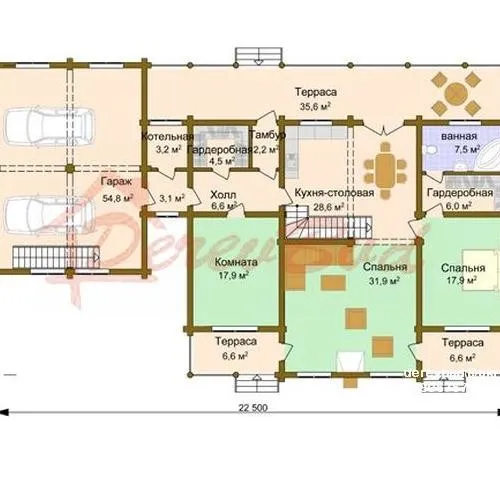 Терраса
35,6 м²
Котельная
3,2 м²
Гардеробная
4,5 м²
Тамбур
2,2 м²
ванная
7,5 м²
Гараж
54,8 м²
3,1 м²
Холл
6,6 м²
Кухня-столовая
28,6 м²
Гардеробная
6,0 м²
Комната
17,9 м²
Спальня
31,9 м²
Спальня
17,9 м²
Терраса
6,6 м²
Терраса
6,6 м²
22 500
DerevBud